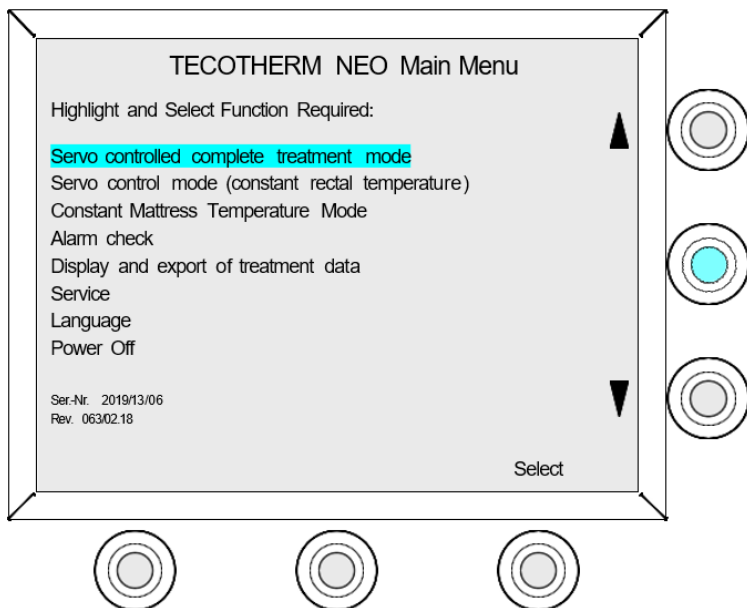 TECOTHERM NEO Main Menu
Highlight and Select Function Required:
Servo controlled complete treatment mode
Servo control mode (constant rectal temperature)
Constant Mattress Temperature Mode
Alarm check
Display and export of treatment data
Service
Language
Power Off
Ser.-Nr. 2019/13/06
Rev. 063/02.18
Select